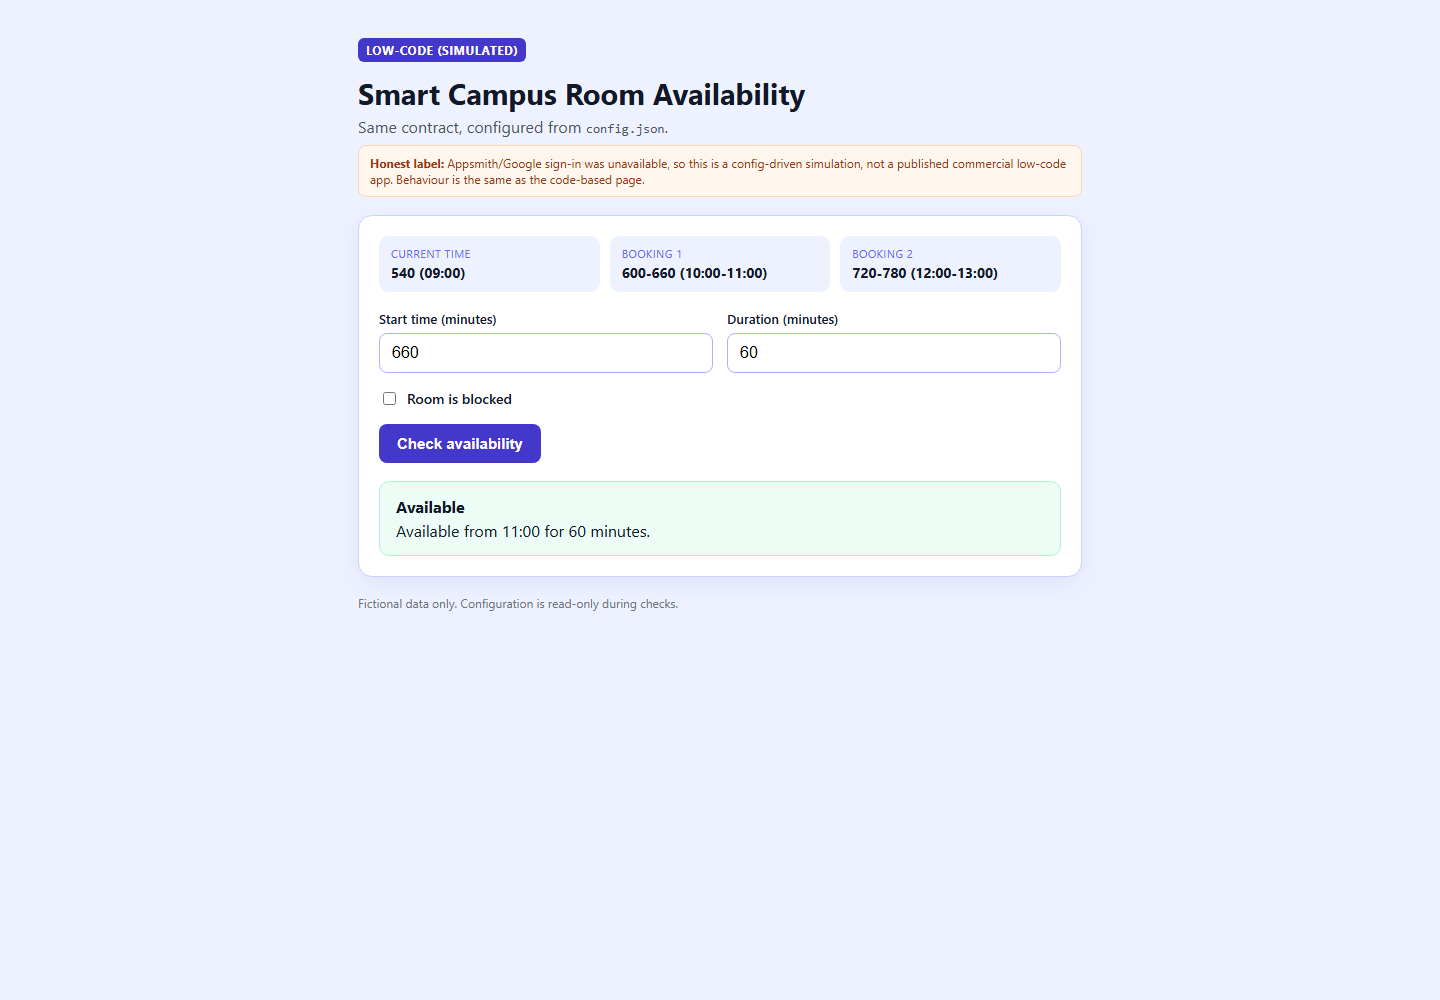 LOW-CODE (SIMULATED)
Smart Campus Room Availability
Same contract, configured from config.json.
Honest label: Appsmith/Google sign-in was unavailable, so this is a config-driven simulation, not a published commercial low-code
app. Behaviour is the same as the code-based page.
CURRENT TIME
540 (09:00)
BOOKING 1
600-660 (10:00-11:00)
BOOKING 2
720-780 (12:00-13:00)
Start time (minutes)
660
Duration (minutes)
60
Room is blocked
Check availability
Available
Available from 11:00 for 60 minutes.
Fictional data only. Configuration is read-only during checks.